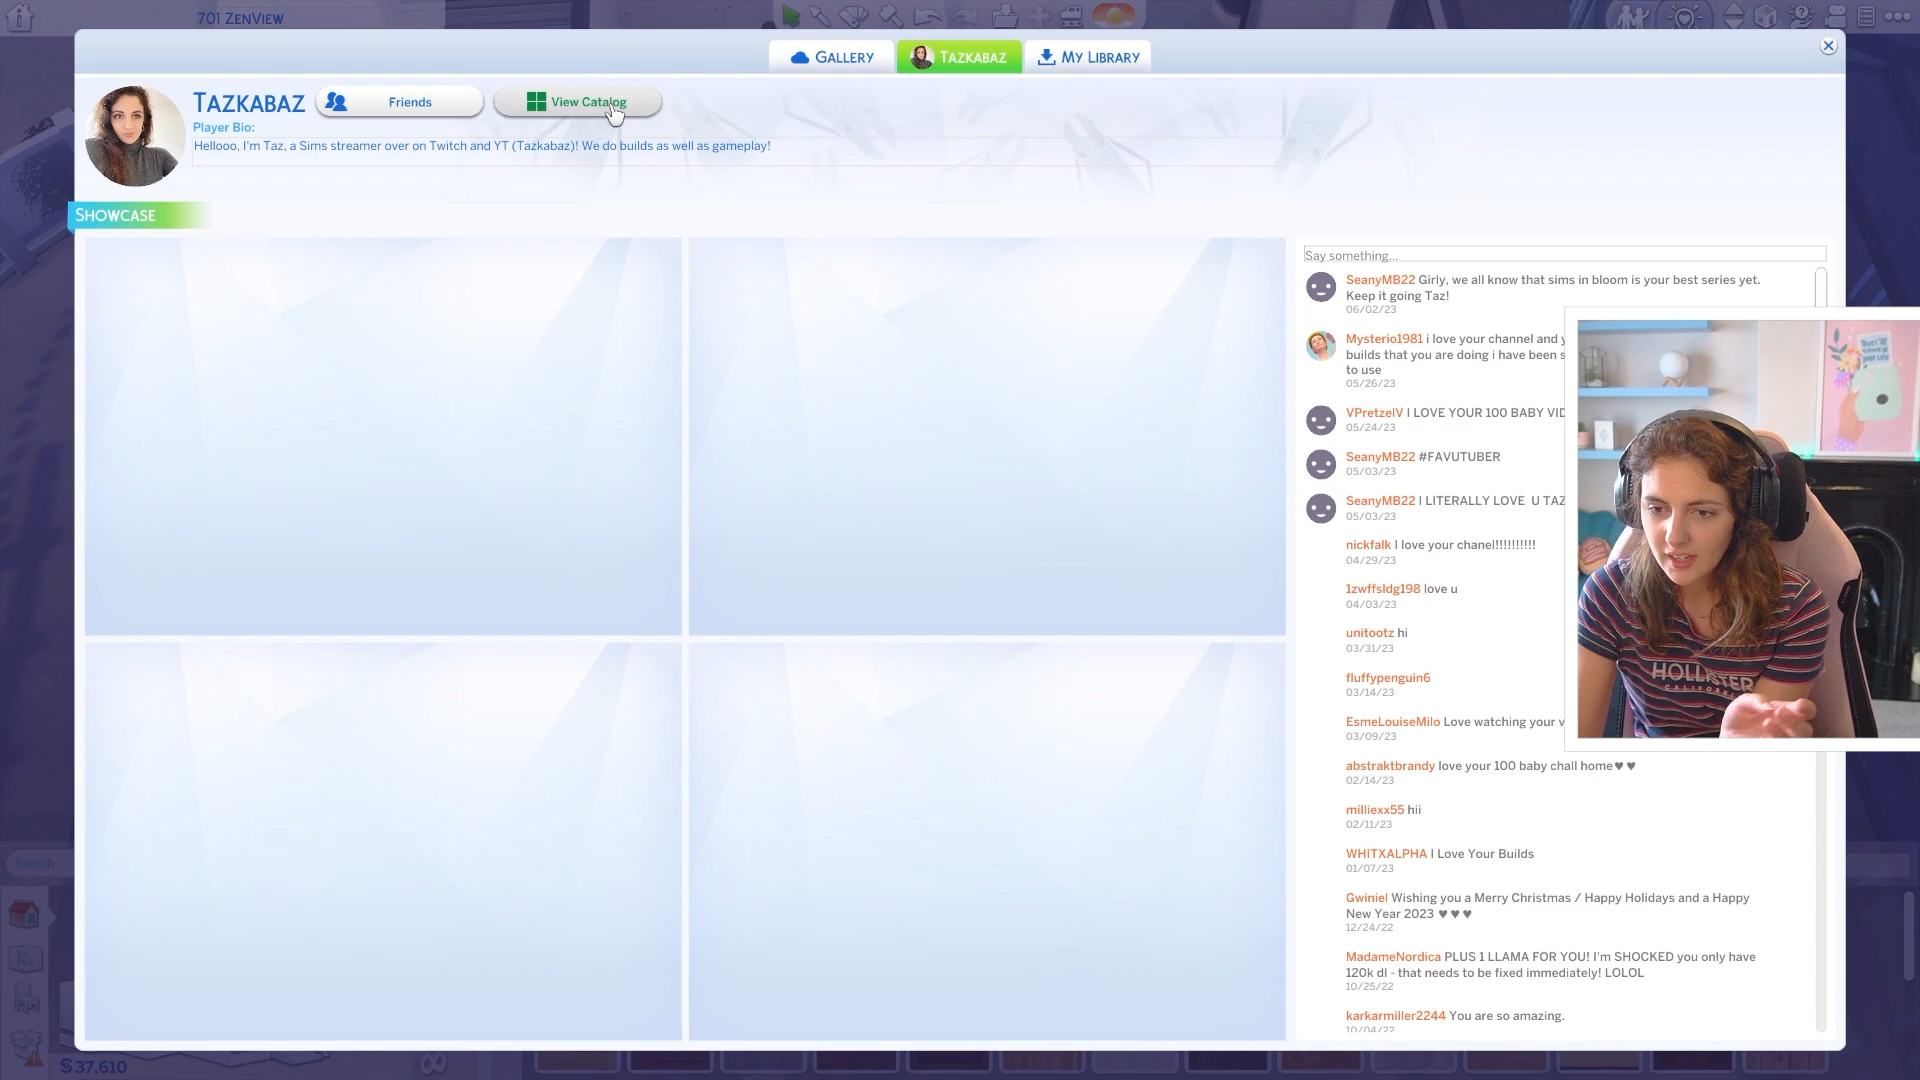 701 ZenView
Gallery
Tazkabaz
My Library
Tazkabaz
Friends
View Catalog
Player Bio:
Hellooo, I'm Taz, a Sims streamer over on Twitch and YT (Tazkabaz)! We do builds as well as gameplay!
Showcase
Say something...
SeanyMB22 Girly, we all know that sims in bloom is your best series yet.
Keep it going Taz!
06/02/23
Mysterio1981 i love your channel and y
builds that you are doing i have been s
to use
05/26/23
VPretzelV I LOVE YOUR 100 BABY VID
05/24/23
SeanyMB22 #FAVUTUBER
05/03/23
SeanyMB22 I LITERALLY LOVE U TAZ
05/03/23
nickfalk I love your chanel!!!!!!!!!!
04/29/23
1zwffsldg198 love u
04/03/23
unitootz hi
03/31/23
fluffypenguin6
03/14/23
EsmeLouiseMilo Love watching your v
03/09/23
abstraktbrandy love your 100 baby chall home♥♥
02/14/23
milliexx55 hii
02/11/23
WHITXALPHA I Love Your Builds
01/07/23
Gwiniel Wishing you a Merry Christmas / Happy Holidays and a Happy
New Year 2023 ♥♥♥
12/24/22
MadameNordica PLUS 1 LLAMA FOR YOU! I'm SHOCKED you only have
120k dl - that needs to be fixed immediately! LOLOL
10/25/22
karkarmiller2244 You are so amazing.
10/04/22
HOLLISTER
CALIFORNIA
Search
§37,610